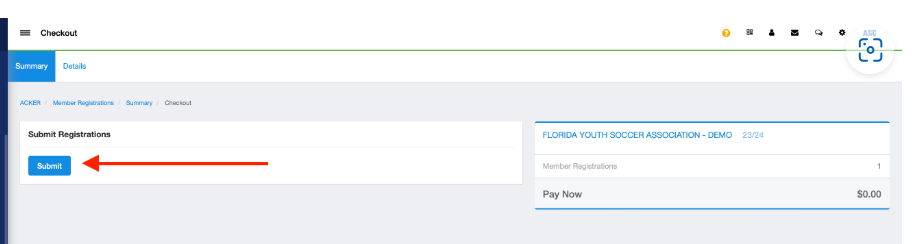 Checkout
ASC
Summary Details
ACKER / Member Registrations / Summary / Checkout
Submit Registrations
Submit
FLORIDA YOUTH SOCCER ASSOCIATION - DEMO 23/24
Member Registrations 1
Pay Now $0.00